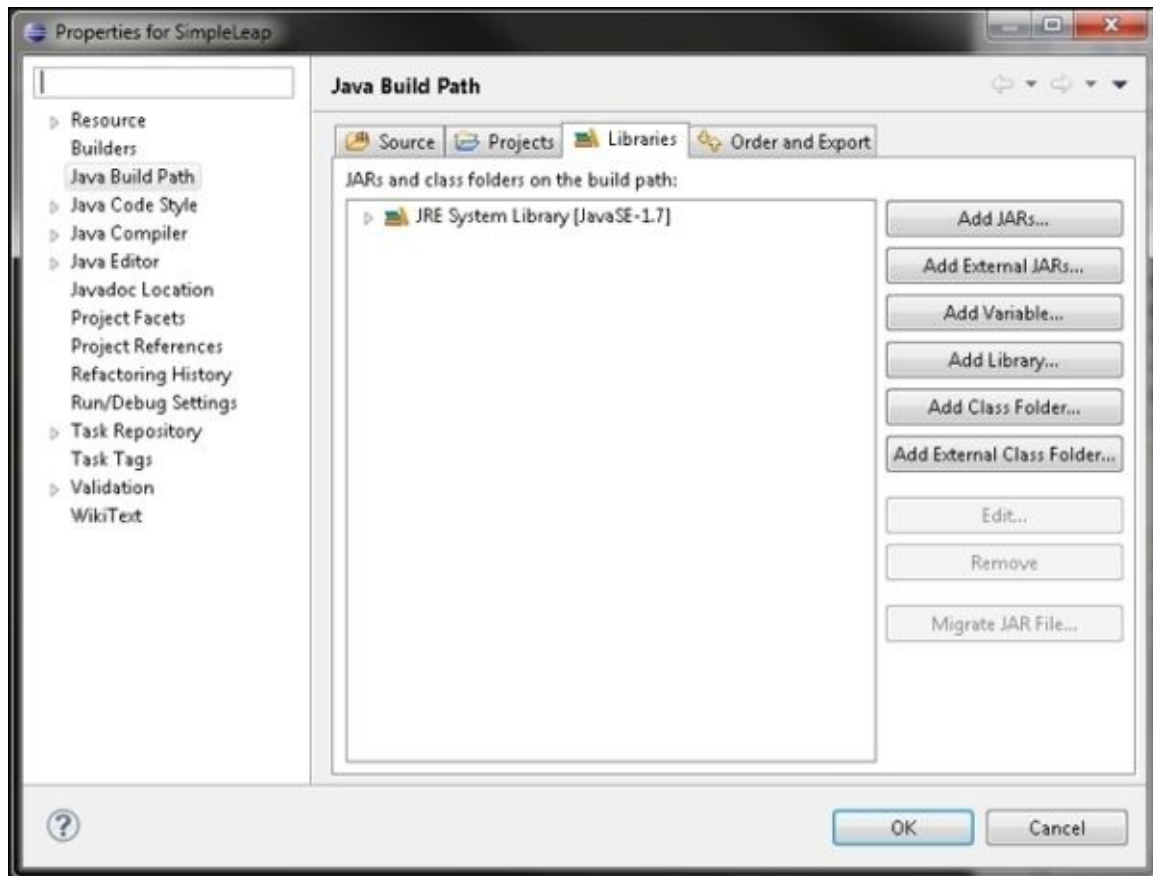 Properties for SimpleLeap
Resource
Builders
Java Build Path
Java Code Style
Java Compiler
Java Editor
Javadoc Location
Project Facets
Project References
Refactoring History
Run/Debug Settings
Task Repository
Task Tags
Validation
WikiText
Java Build Path
Source Projects Libraries Order and Export
JARs and class folders on the build path:
JRE System Library [JavaSE-1.7]
Add JARs...
Add External JARs...
Add Variable...
Add Library...
Add Class Folder...
Add External Class Folder...
Edit...
Remove
Migrate JAR File...
?
OK Cancel